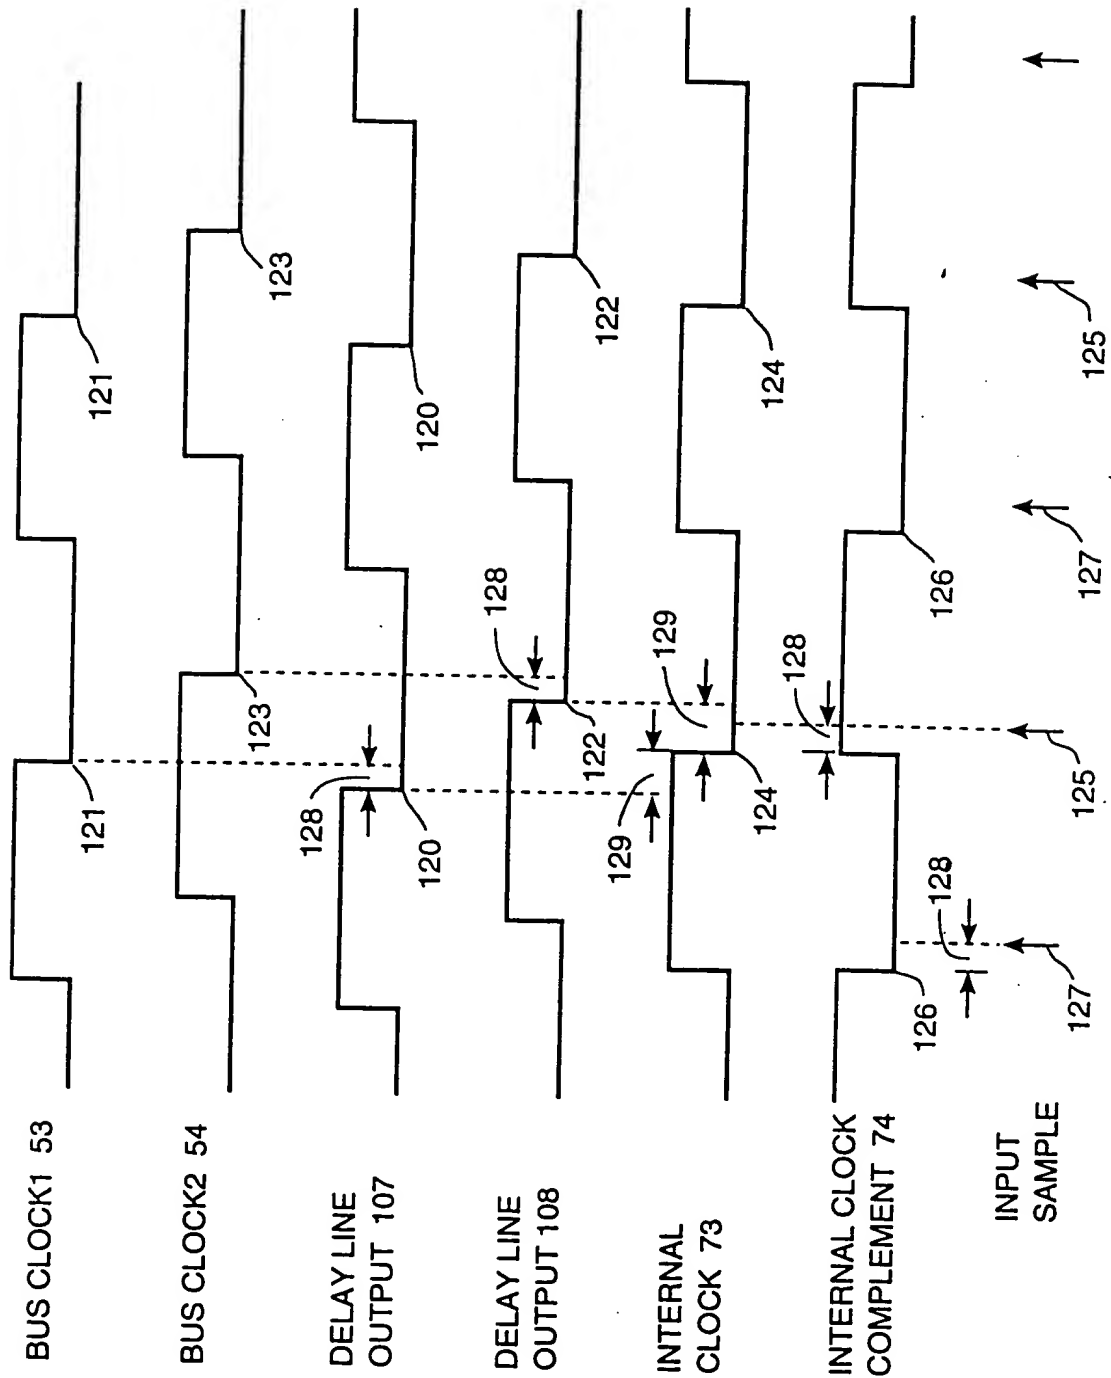 BUS CLOCK1 53
121
121
BUS CLOCK2 54
123
123
DELAY LINE
OUTPUT 107
128
120
120
DELAY LINE
OUTPUT 108
128
122
122
INTERNAL
CLOCK 73
129
129
124
124
INTERNAL CLOCK
COMPLEMENT 74
128
126
126
128
INPUT
SAMPLE
127
125
127
125